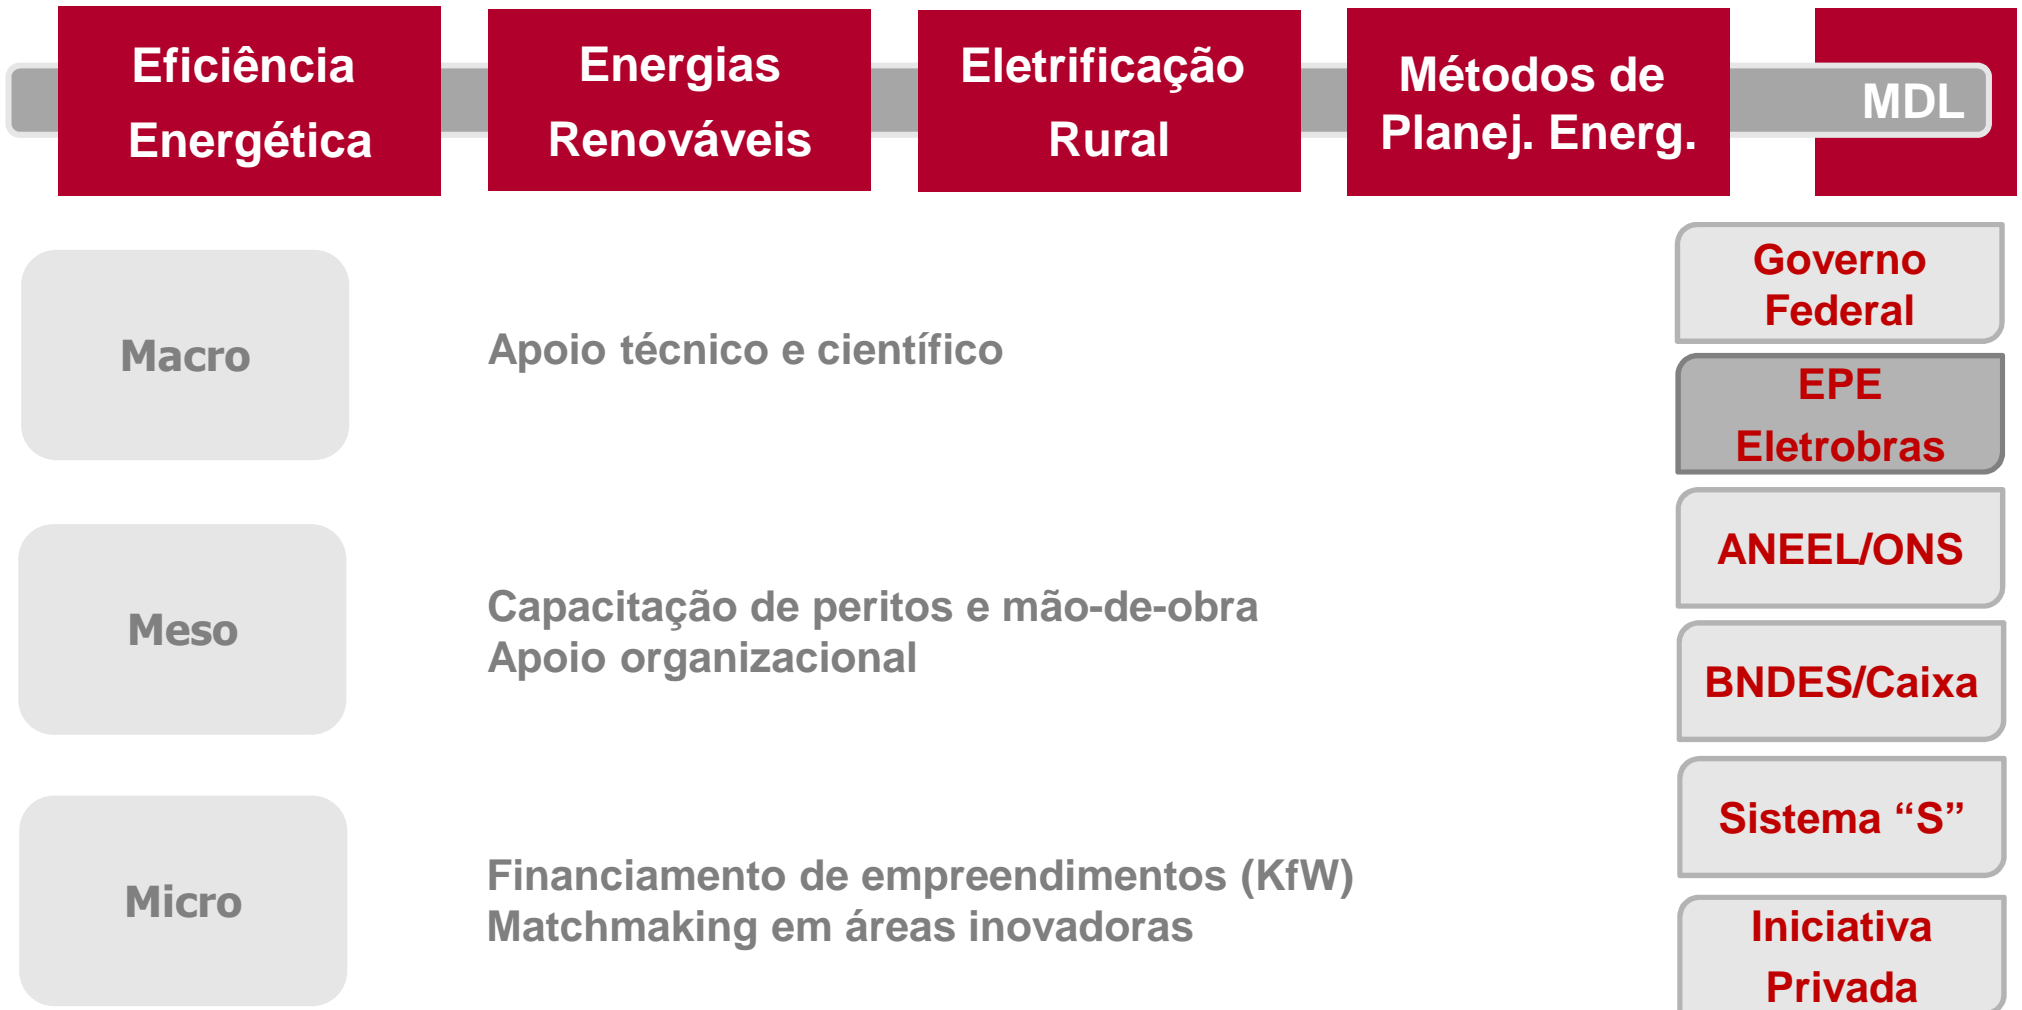 Eficiência
Energética
Energias
Renováveis
Eletrificação
Rural
Métodos de
Planej. Energ.
MDL
Macro
Apoio técnico e científico
Meso
Capacitação de peritos e mão-de-obra
Apoio organizacional
Micro
Financiamento de empreendimentos (KfW)
Matchmaking em áreas inovadoras
Governo
Federal
EPE
Eletrobras
ANEEL/ONS
BNDES/Caixa
Sistema “S”
Iniciativa
Privada